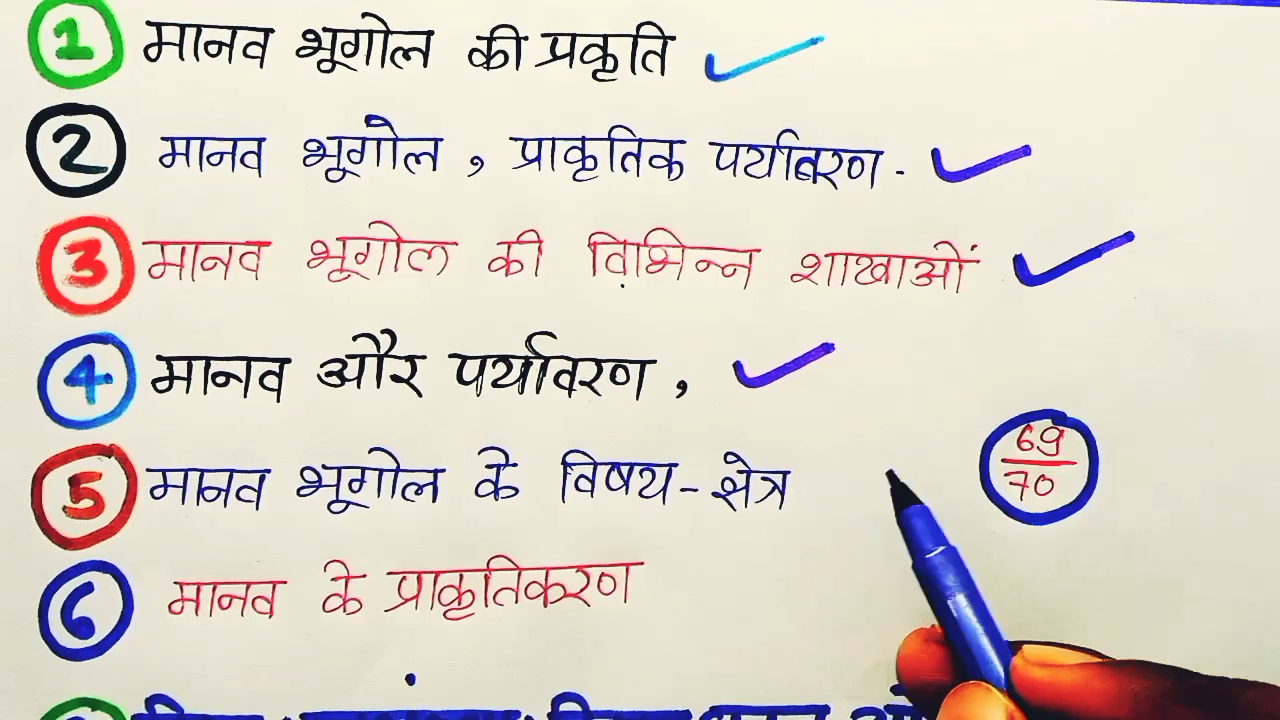 1 मानव भूगोल की प्रकृति
2 मानव भूगोल , प्राकृतिक पर्यावरण -
3 मानव भूगोल की विभिन्न शाखाओं
4 मानव और पर्यावरण ,
5 मानव भूगोल के विषय - क्षेत्र
69
70
6 मानव के प्राकृतिकरण